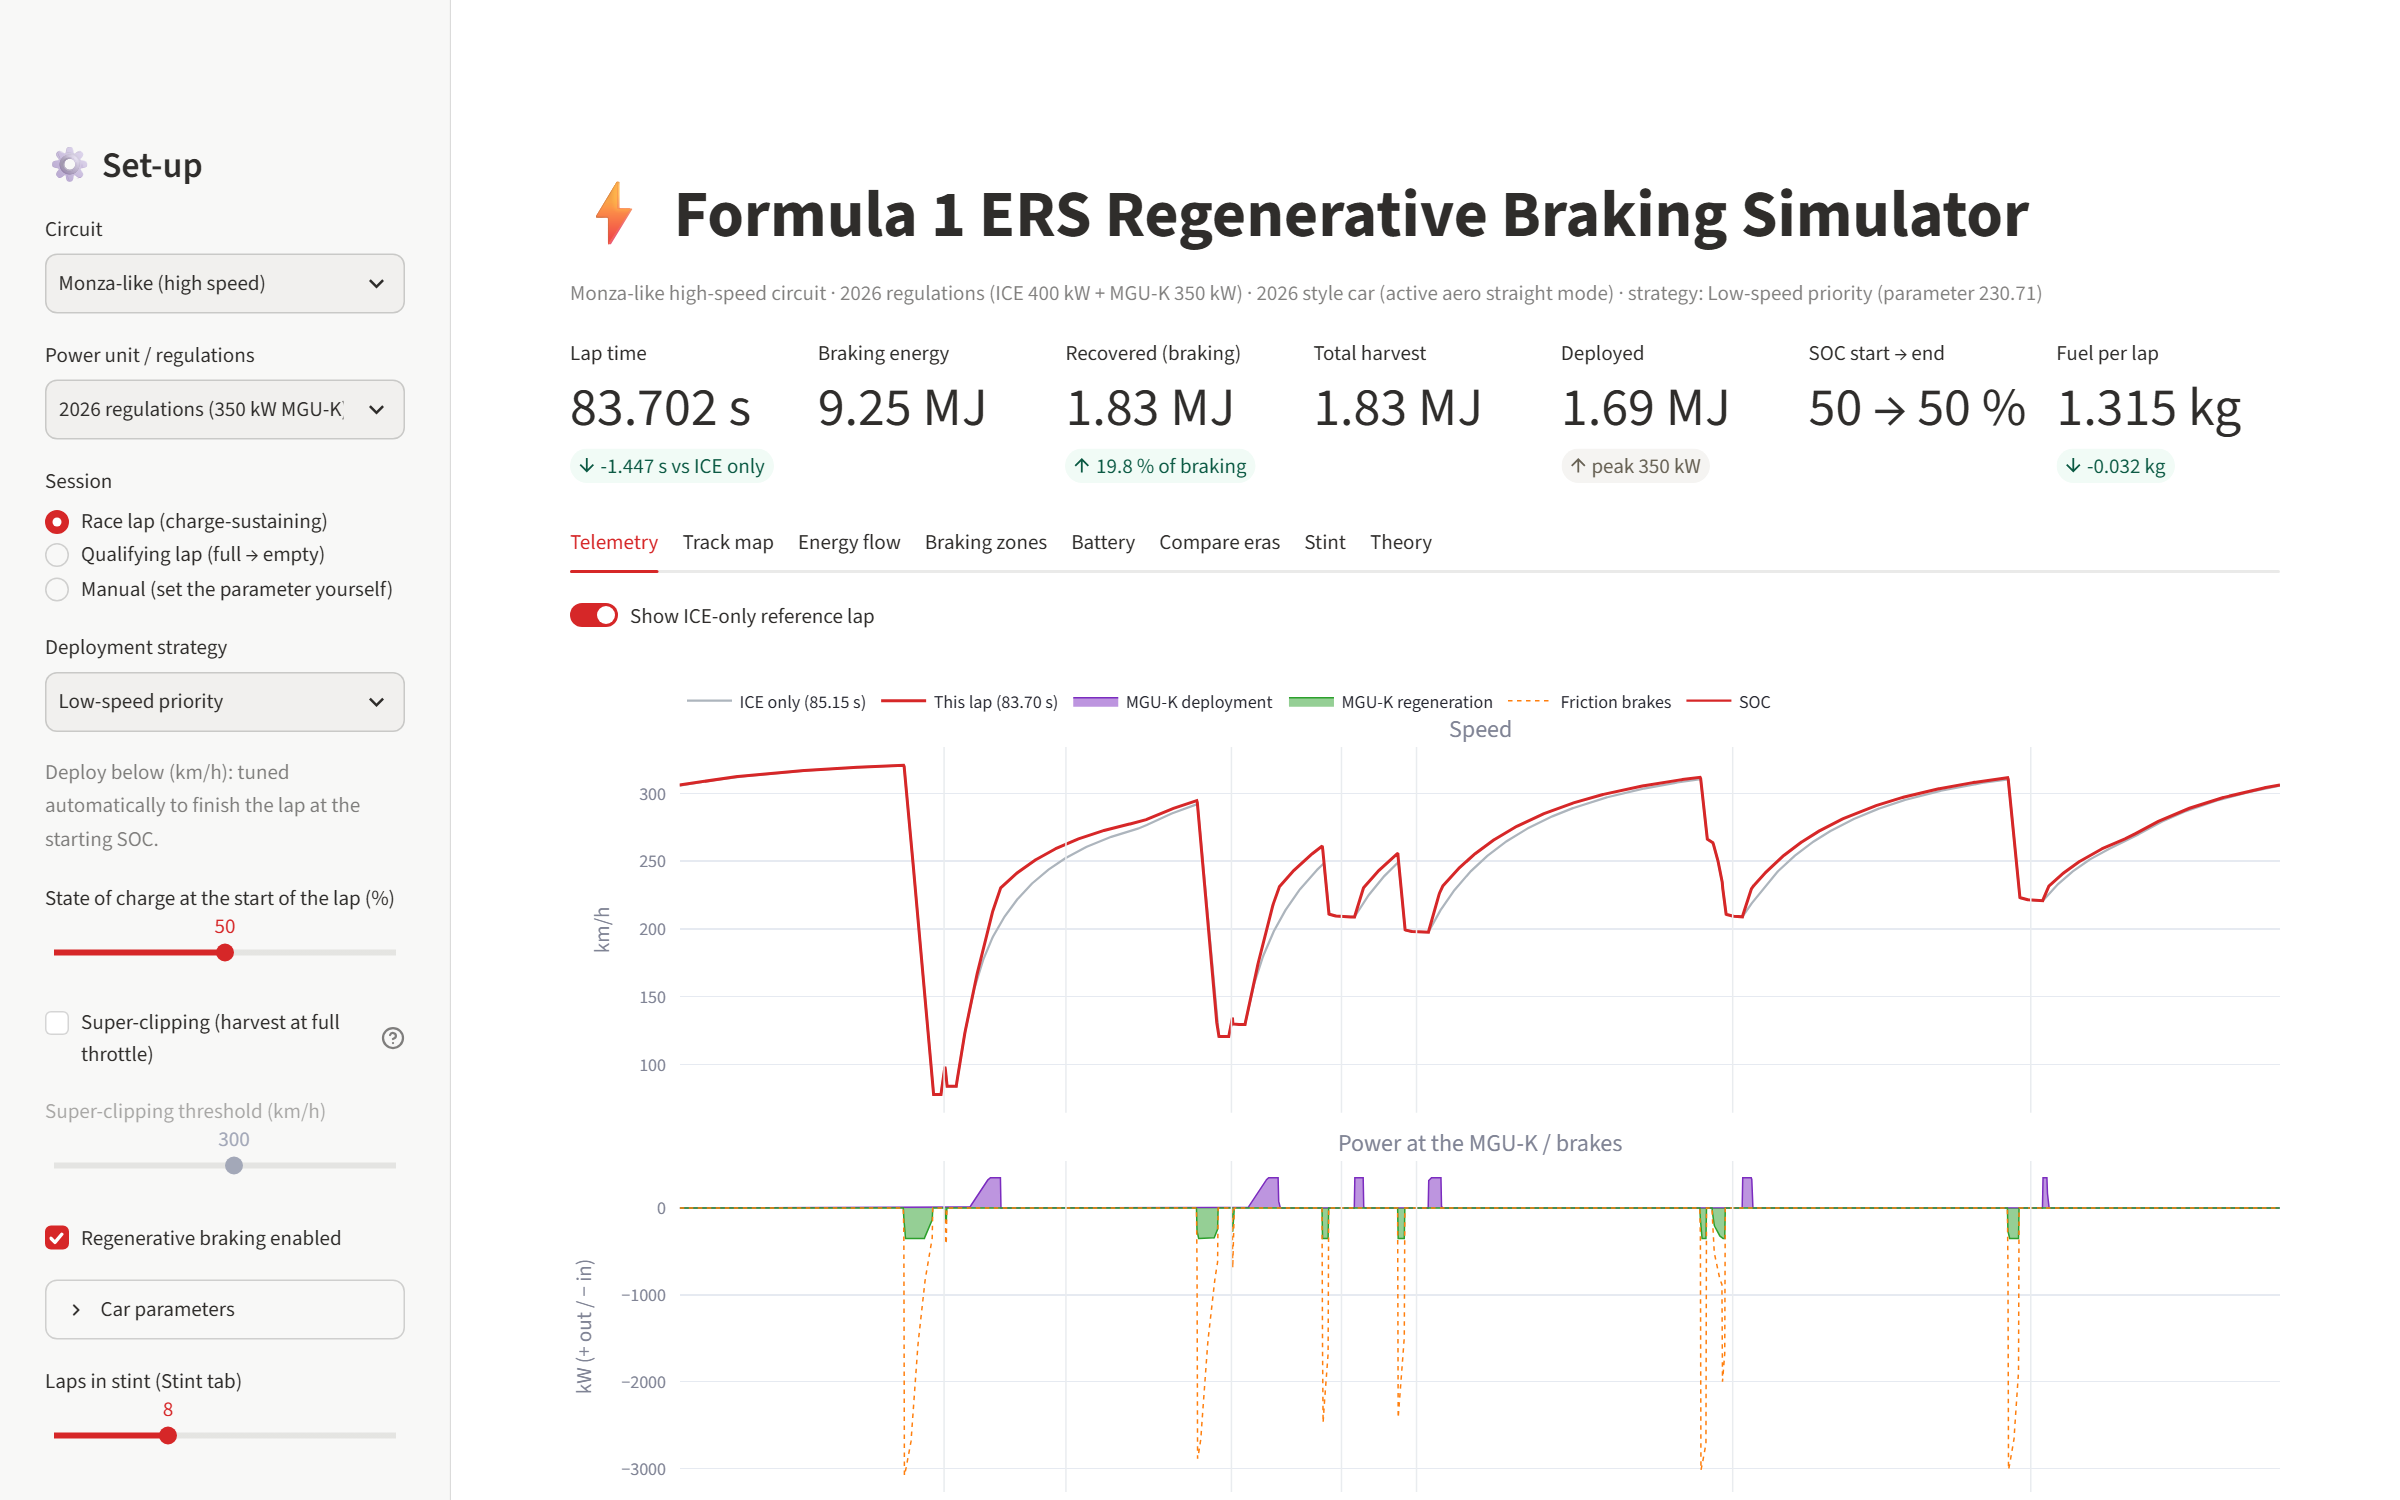 Set-up
Circuit
Monza-like (high speed)
Power unit / regulations
2026 regulations (350 kW MGU-K)
Session
Race lap (charge-sustaining)
Qualifying lap (full → empty)
Manual (set the parameter yourself)
Deployment strategy
Low-speed priority
Deploy below (km/h): tuned
automatically to finish the lap at the
starting SOC.
State of charge at the start of the lap (%)
50
Super-clipping (harvest at full
throttle)
Super-clipping threshold (km/h)
300
Regenerative braking enabled
Car parameters
Laps in stint (Stint tab)
8
Formula 1 ERS Regenerative Braking Simulator
Monza-like high-speed circuit · 2026 regulations (ICE 400 kW + MGU-K 350 kW) · 2026 style car (active aero straight mode) · strategy: Low-speed priority (parameter 230.71)
Lap time
83.702 s
↓ -1.447 s vs ICE only
Braking energy
9.25 MJ
Recovered (braking)
1.83 MJ
↑ 19.8 % of braking
Total harvest
1.83 MJ
Deployed
1.69 MJ
↑ peak 350 kW
SOC start → end
50 → 50 %
Fuel per lap
1.315 kg
↓ -0.032 kg
Telemetry Track map Energy flow Braking zones Battery Compare eras Stint Theory
Show ICE-only reference lap
ICE only (85.15 s) This lap (83.70 s) MGU-K deployment MGU-K regeneration Friction brakes SOC
Speed
km/h
300
250
200
150
100
Power at the MGU-K / brakes
kW (+ out / − in)
0
−1000
−2000
−3000